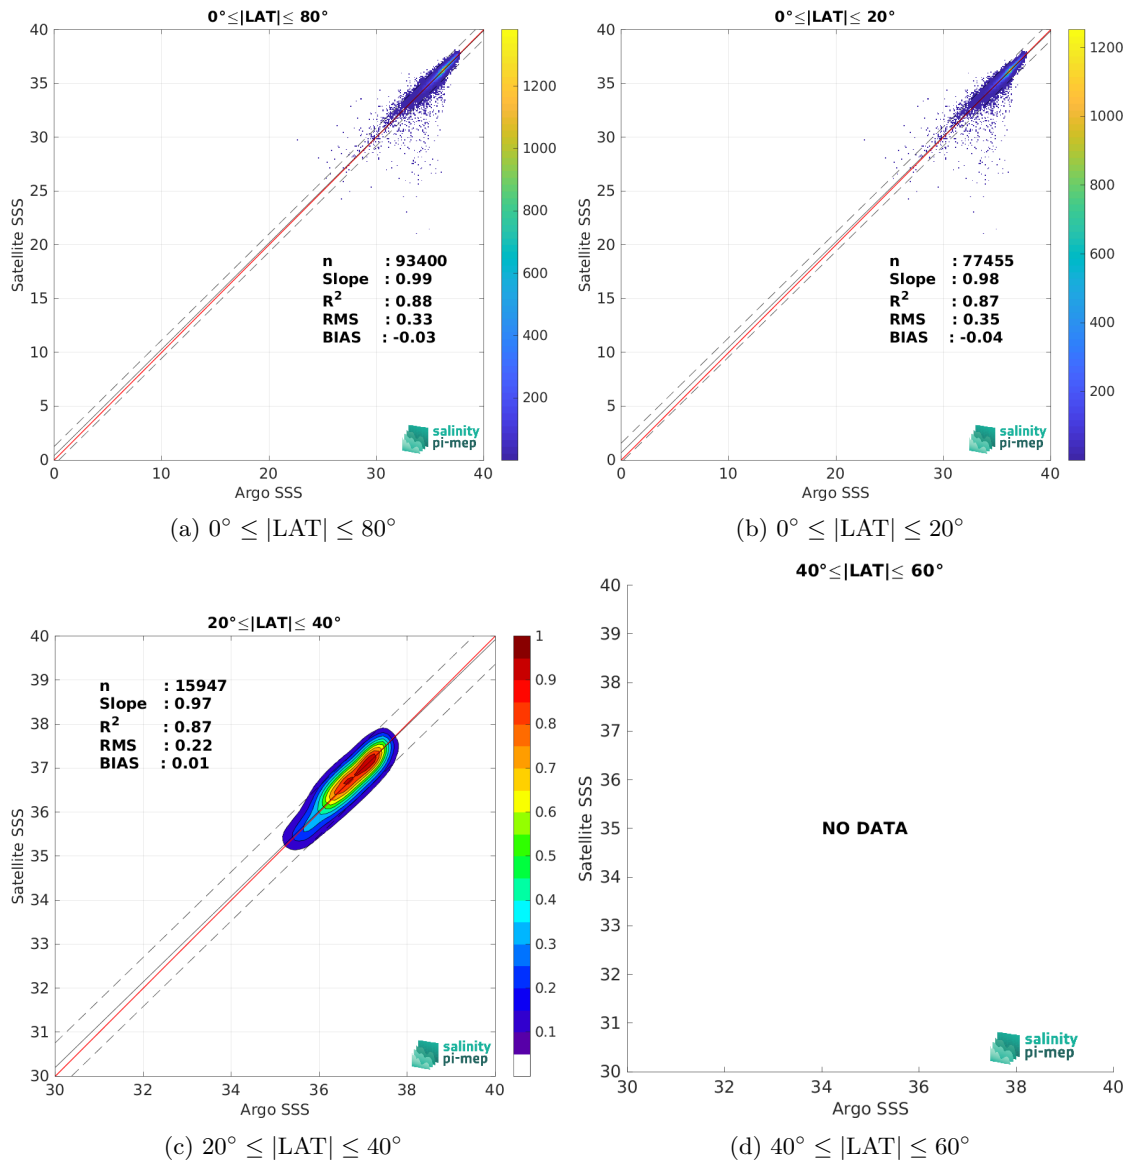 0°≤|LAT|≤ 80°
40
35
30
25
20
15
10
5
0
Satellite SSS
n : 93400
Slope : 0.99
R² : 0.88
RMS : 0.33
BIAS : -0.03
salinity
pi-mep
0 10 20 30 40
Argo SSS
1200
1000
800
600
400
200
(a) 0° ≤ |LAT| ≤ 80°
0°≤|LAT|≤ 20°
40
35
30
25
20
15
10
5
0
Satellite SSS
n : 77455
Slope : 0.98
R² : 0.87
RMS : 0.35
BIAS : -0.04
salinity
pi-mep
0 10 20 30 40
Argo SSS
1200
1000
800
600
400
200
(b) 0° ≤ |LAT| ≤ 20°
20°≤|LAT|≤ 40°
40
39
38
37
36
35
34
33
32
31
30
Satellite SSS
n : 15947
Slope : 0.97
R² : 0.87
RMS : 0.22
BIAS : 0.01
salinity
pi-mep
30 32 34 36 38 40
Argo SSS
1
0.9
0.8
0.7
0.6
0.5
0.4
0.3
0.2
0.1
(c) 20° ≤ |LAT| ≤ 40°
40°≤|LAT|≤ 60°
40
39
38
37
36
35
34
33
32
31
30
Satellite SSS
NO DATA
salinity
pi-mep
30 32 34 36 38 40
Argo SSS
(d) 40° ≤ |LAT| ≤ 60°